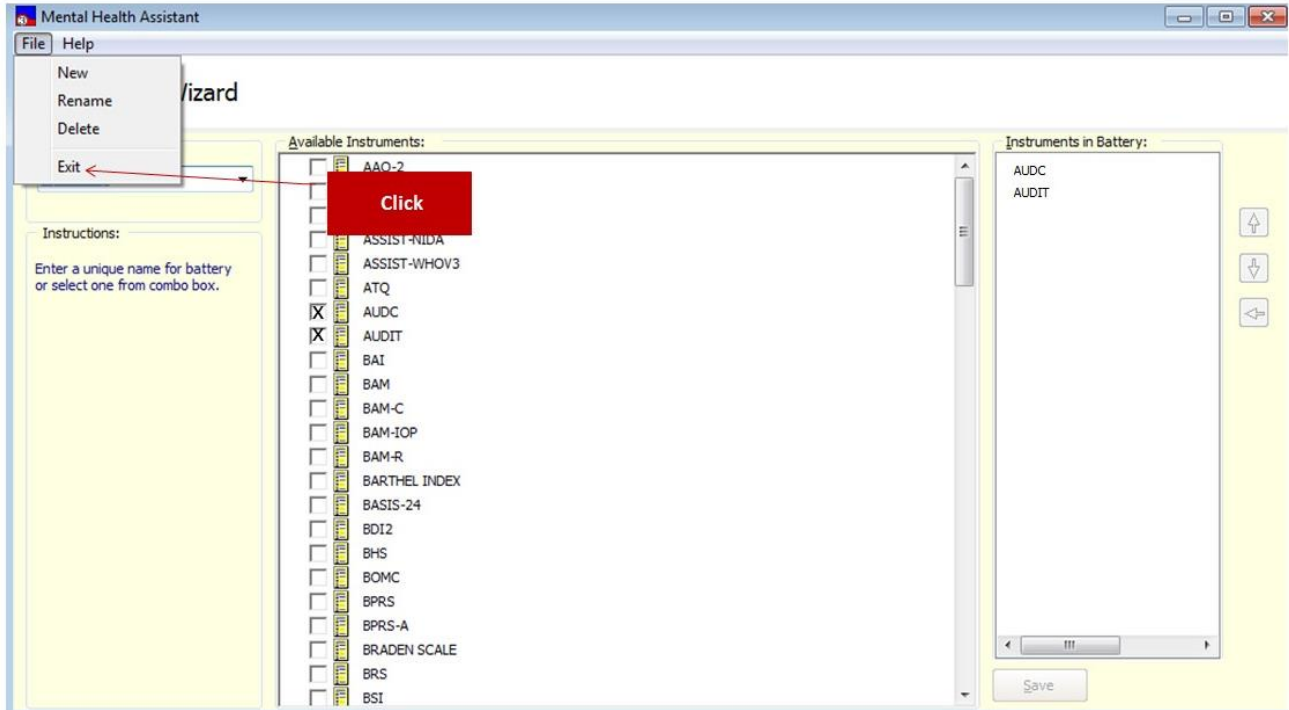 Mental Health Assistant
File Help
New
Rename
Delete
Exit
Wizard
Available Instruments:
Instruments in Battery:
AAO-2
Click
ASSIST-NIDA
ASSIST-WHOV3
ATQ
AUDC
AUDIT
BAI
BAM
BAM-C
BAM-IOP
BAM-R
BARTHEL INDEX
BASIS-24
BDI2
BHS
BOMC
BPRS
BPRS-A
BRADEN SCALE
BRS
BSI
AUDC
AUDIT
Instructions:
Enter a unique name for battery
or select one from combo box.
Save